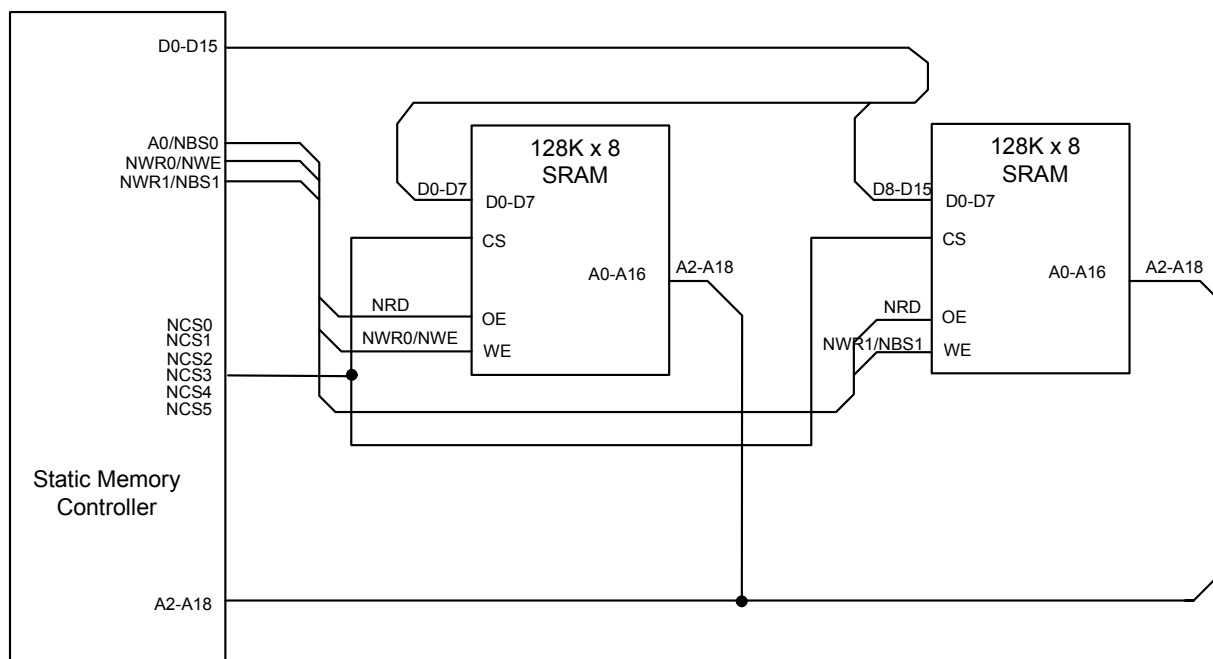 D0-D15
A0/NBS0
NWR0/NWE
NWR1/NBS1
NCS0
NCS1
NCS2
NCS3
NCS4
NCS5
Static Memory
Controller
A2-A18
128K x 8
SRAM
D0-D7
D0-D7
CS
A0-A16
A2-A18
NRD
OE
NWR0/NWE
WE
128K x 8
SRAM
D8-D15
D0-D7
CS
A0-A16
A2-A18
NRD
OE
NWR1/NBS1
WE